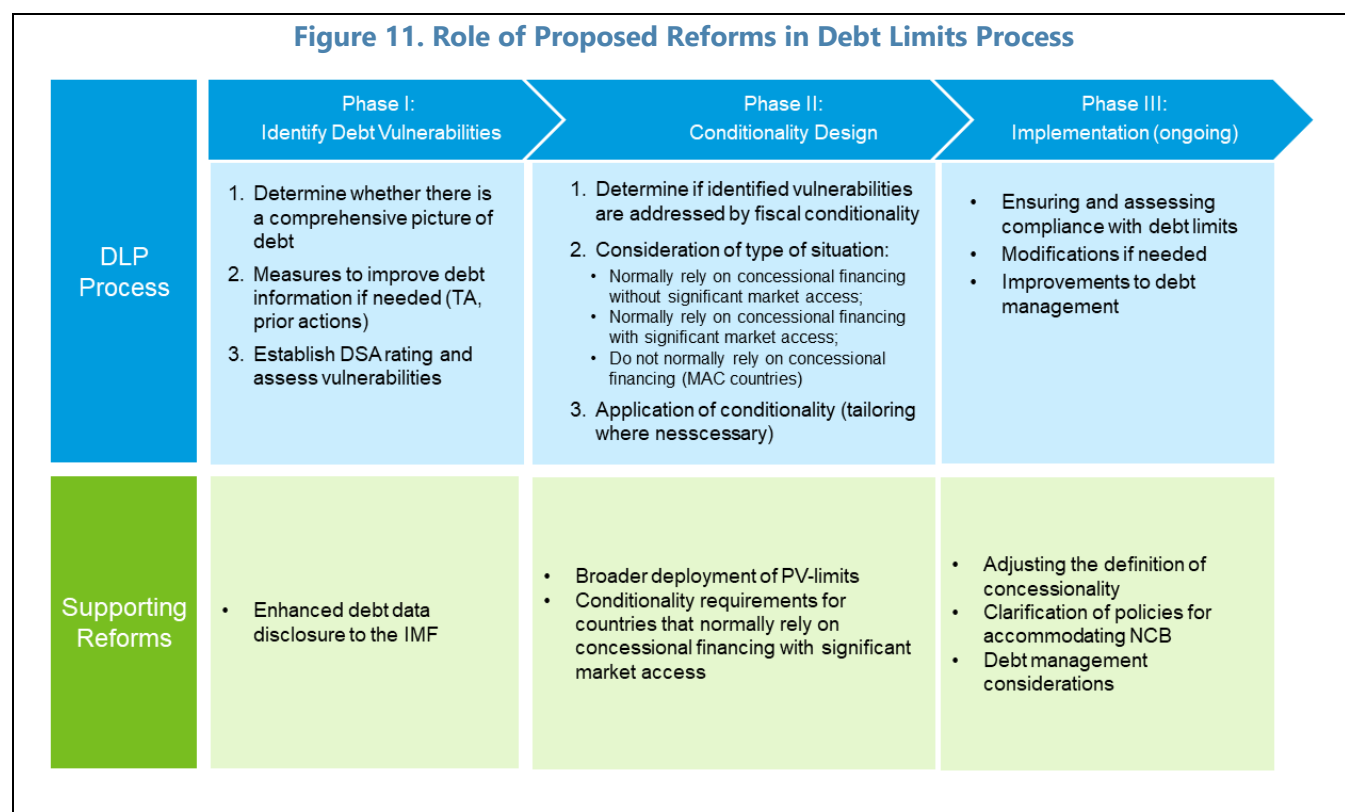 Figure 11. Role of Proposed Reforms in Debt Limits Process
Phase I:
Identify Debt Vulnerabilities
Phase II:
Conditionality Design
Phase III:
Implementation (ongoing)
DLP
Process
1. Determine whether there is
a comprehensive picture of
debt
2. Measures to improve debt
information if needed (TA,
prior actions)
3. Establish DSA rating and
assess vulnerabilities
1. Determine if identified vulnerabilities
are addressed by fiscal conditionality
2. Consideration of type of situation:
• Normally rely on concessional financing
without significant market access;
• Normally rely on concessional financing
with significant market access;
• Do not normally rely on concessional
financing (MAC countries)
3. Application of conditionality (tailoring
where nesscessary)
• Ensuring and assessing
compliance with debt limits
• Modifications if needed
• Improvements to debt
management
Supporting
Reforms
• Enhanced debt data
disclosure to the IMF
• Broader deployment of PV-limits
• Conditionality requirements for
countries that normally rely on
concessional financing with significant
market access
• Adjusting the definition of
concessionality
• Clarification of policies for
accommodating NCB
• Debt management
considerations